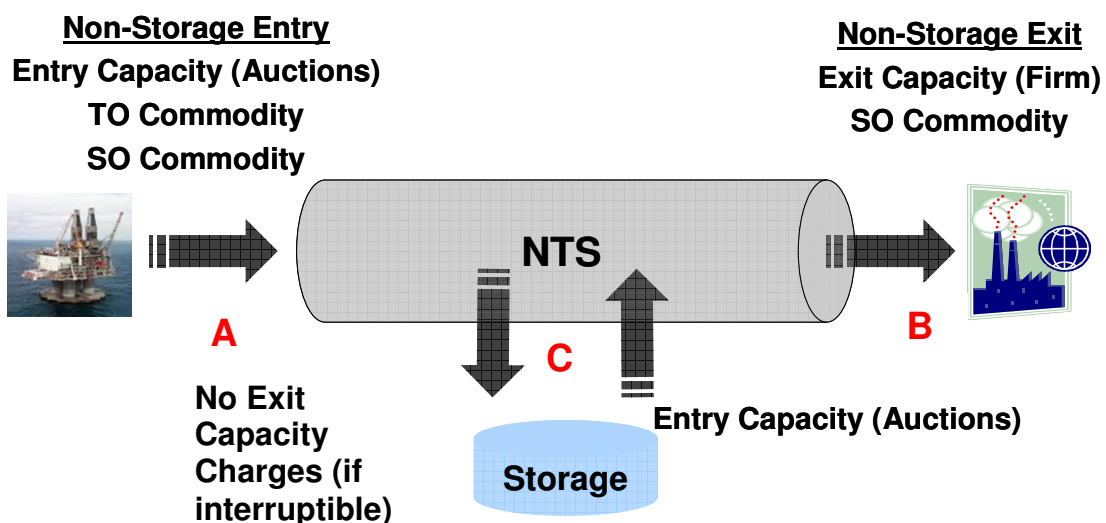 Non-Storage Entry
Entry Capacity (Auctions)
TO Commodity
SO Commodity
Non-Storage Exit
Exit Capacity (Firm)
SO Commodity
NTS
A
B
C
No Exit
Capacity
Charges (if
interruptible)
Entry Capacity (Auctions)
Storage